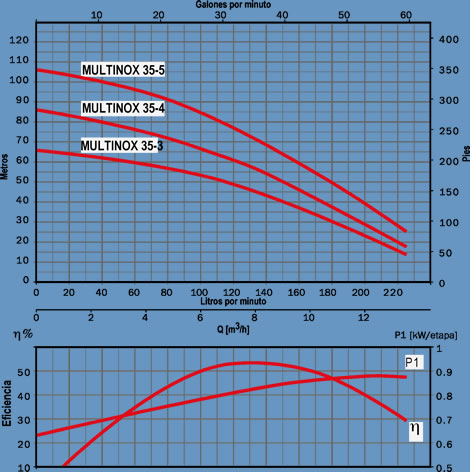 Galones por minuto
10 20 30 40 50 60
Metros
120
110
100
90
80
70
60
50
40
30
20
10
0
MULTINOX 35-5
MULTINOX 35-4
MULTINOX 35-3
Pies
400
350
300
250
200
150
100
50
0
0 20 40 60 80 100 120 140 160 180 200 220
Litros por minuto
0 2 4 6 8 10 12
Q [m³/h]
η %
P1 [kW/etapa]
Eficiencia
50
40
30
20
10
P1
η
1
0.9
0.8
0.7
0.6
0.5